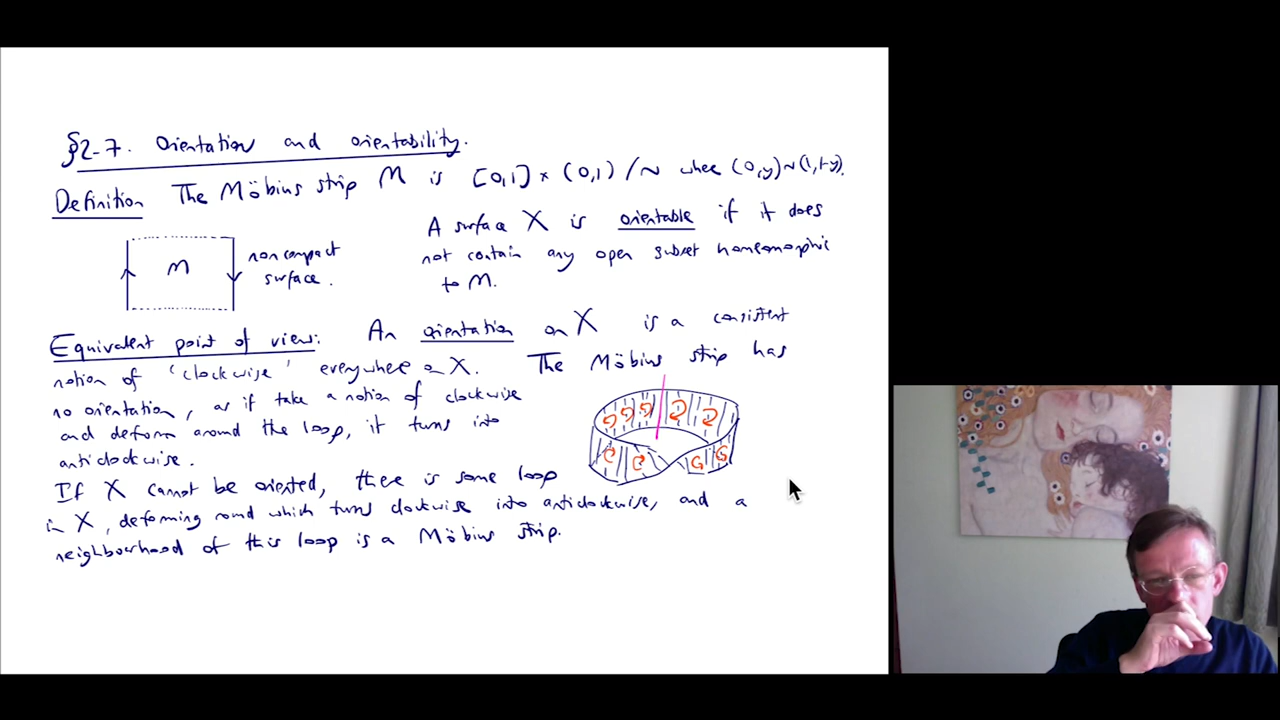 §2.7. Orientation and orientability.
Definition The Möbius strip M is [0,1] × (0,1) / ~ where (0,y) ~ (1,1-y).
A surface X is orientable if it does
not contain any open subset homeomorphic
to M.
M
noncompact
surface.
Equivalent point of view: An orientation on X is a consistent
notion of 'clockwise' everywhere on X. The Möbius strip has
no orientation, as if take a notion of clockwise
and deform around the loop, it turns into
anticlockwise.
If X cannot be oriented, there is some loop
in X, deforming round which turns clockwise into anticlockwise, and a
neighbourhood of this loop is a Möbius strip.